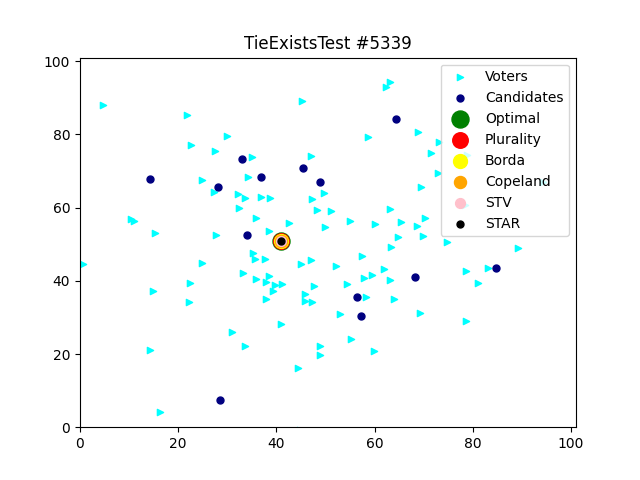 TieExistsTest #5339
100
80
60
40
20
0
0
20
40
60
80
100
Voters
Candidates
Optimal
Plurality
Borda
Copeland
STV
STAR